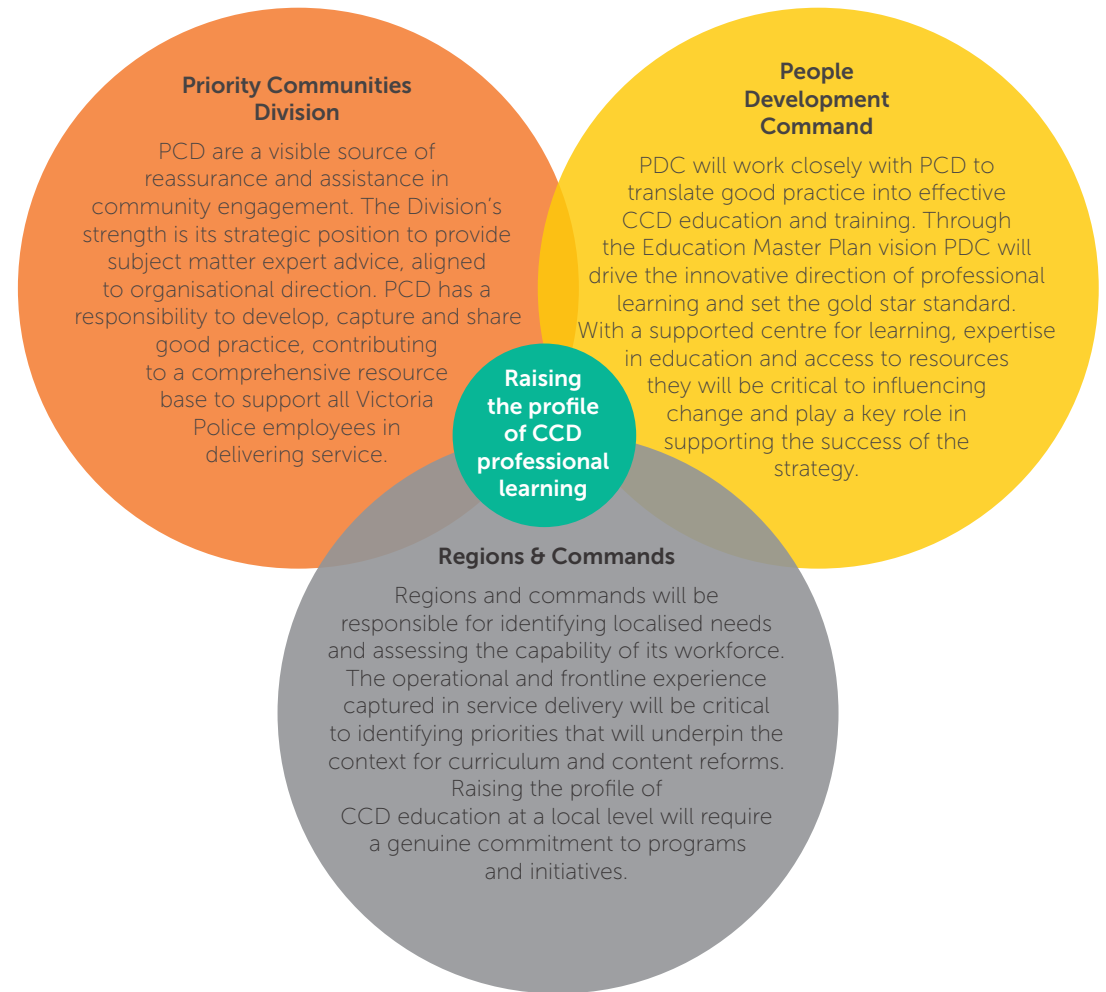 Priority Communities
Division
PCD are a visible source of
reassurance and assistance in
community engagement. The Division's
strength is its strategic position to provide
subject matter expert advice, aligned
to organisational direction. PCD has a
responsibility to develop, capture and share
good practice, contributing
to a comprehensive resource
base to support all Victoria
Police employees in
delivering service.
People
Development
Command
PDC will work closely with PCD to
translate good practice into effective
CCD education and training. Through
the Education Master Plan vision PDC will
drive the innovative direction of professional
learning and set the gold star standard.
With a supported centre for learning, expertise
in education and access to resources
they will be critical to influencing
change and play a key role in
supporting the success of the
strategy.
Raising
the profile
of CCD
professional
learning
Regions & Commands
Regions and commands will be
responsible for identifying localised needs
and assessing the capability of its workforce.
The operational and frontline experience
captured in service delivery will be critical
to identifying priorities that will underpin the
context for curriculum and content reforms.
Raising the profile of
CCD education at a local level will require
a genuine commitment to programs
and initiatives.